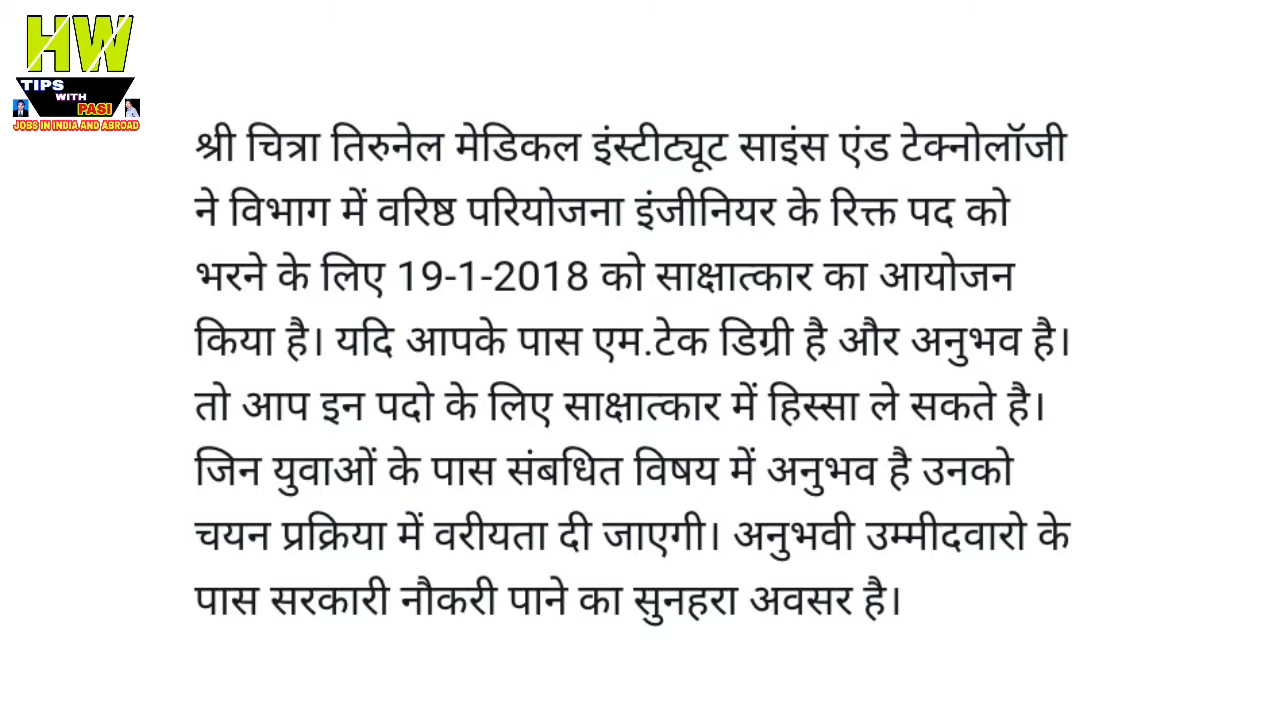 HW
TIPS
WITH
PASI
JOBS IN INDIA AND ABROAD
श्री चित्रा तिरुनेल मेडिकल इंस्टीट्यूट साइंस एंड टेक्नोलॉजी
ने विभाग में वरिष्ठ परियोजना इंजीनियर के रिक्त पद को
भरने के लिए 19-1-2018 को साक्षात्कार का आयोजन
किया है। यदि आपके पास एम.टेक डिग्री है और अनुभव है।
तो आप इन पदो के लिए साक्षात्कार में हिस्सा ले सकते है।
जिन युवाओं के पास संबधित विषय में अनुभव है उनको
चयन प्रक्रिया में वरीयता दी जाएगी। अनुभवी उम्मीदवारो के
पास सरकारी नौकरी पाने का सुनहरा अवसर है।